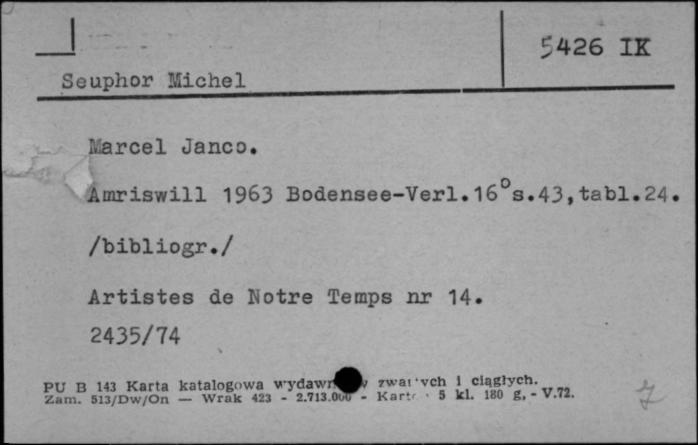 5426 IK
Seuphor Michel
Marcel Janco.
Amriswill 1963 Bodensee-Verl.16°s.43,tabl.24.
/bibliogr./
Artistes de Notre Temps nr 14.
2435/74
PU B 143 Karta katalogowa ciągłych.
Zam. 513/Dw/On — Wrak 423 - 2.713.000 - 5 kl. 180 g. - V.72.